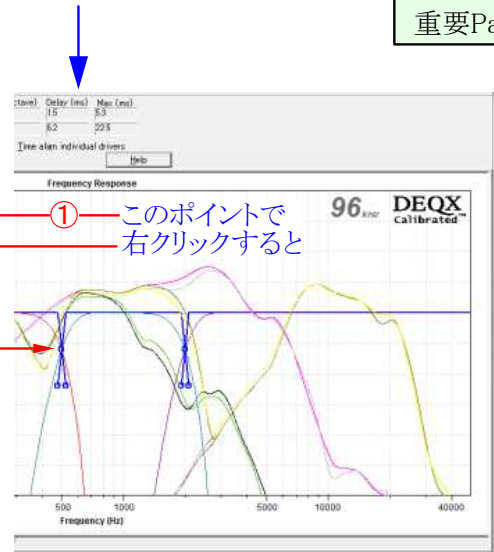 重要Pa
ctave) Delay (ms) Max (ms)
1.5 5.3
6.2 22.5
Time align individual drivers
Help
Frequency Response
①
このポイントで
右クリックすると
96 kHz
DEQX
Calibrated™
500 1000 5000 10000 40000
Frequency (Hz)